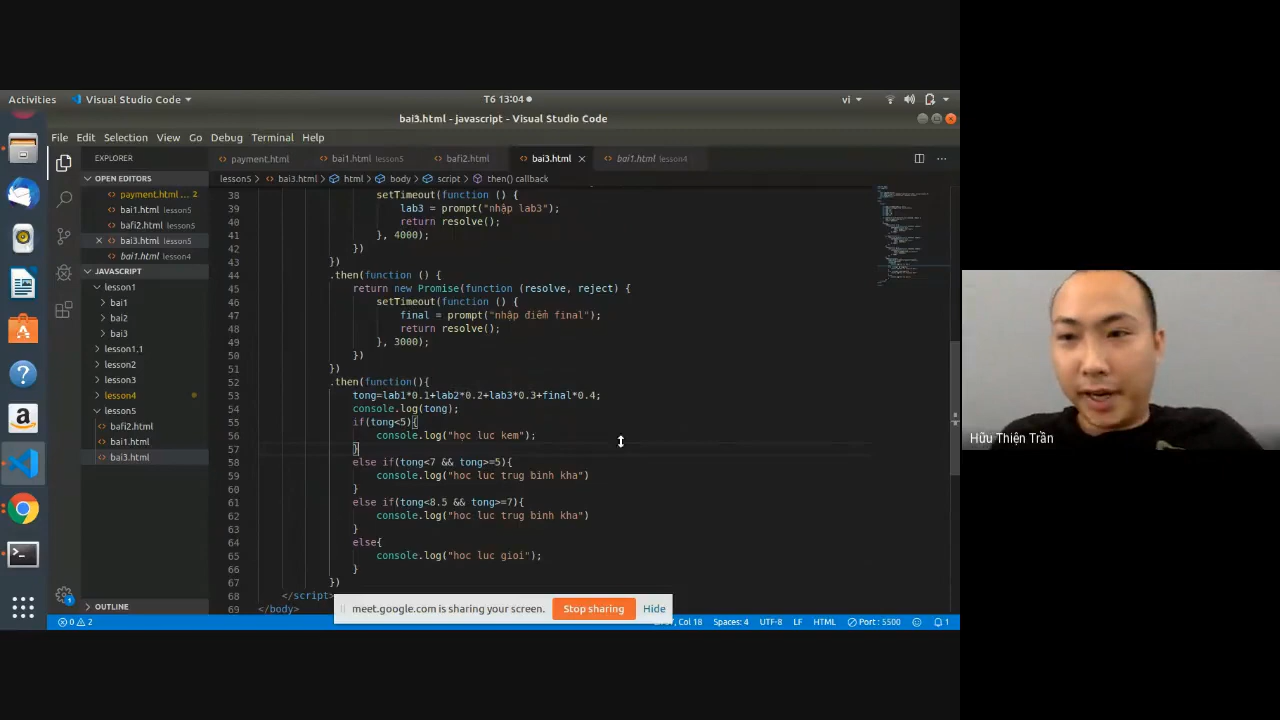 Activities
Visual Studio Code
T6 13:04
vi
bai3.html - javascript - Visual Studio Code
File Edit Selection View Go Debug Terminal Help
EXPLORER
OPEN EDITORS
payment.html ... 2
bai1.html lesson5
bafi2.html lesson5
bai3.html lesson5
bai1.html lesson4
JAVASCRIPT
lesson1
bai1
bai2
bai3
lesson1.1
lesson2
lesson3
lesson4
lesson5
bafi2.html
bai1.html
bai3.html
OUTLINE
payment.html
bai1.html lesson5
bafi2.html
bai3.html
bai1.html lesson4
lesson5 > bai3.html > html > body > script > then() callback
38 setTimeout(function () {
39 lab3 = prompt("nhập lab3");
40 return resolve();
41 }, 4000);
42 })
43 })
44 .then(function () {
45 return new Promise(function (resolve, reject) {
46 setTimeout(function () {
47 final = prompt("nhập điểm final");
48 return resolve();
49 }, 3000);
50 })
51 })
52 .then(function(){
53 tong=lab1*0.1+lab2*0.2+lab3*0.3+final*0.4;
54 console.log(tong);
55 if(tong<5){
56 console.log("học luc kem");
57 }
58 else if(tong<7 && tong>=5){
59 console.log("hoc luc trug binh kha")
60 }
61 else if(tong<8.5 && tong>=7){
62 console.log("hoc luc trug binh kha")
63 }
64 else{
65 console.log("hoc luc gioi");
66 }
67 })
68 </script>
69 </body>
meet.google.com is sharing your screen.
Stop sharing
Hide
0 2
Col 18
Spaces: 4
UTF-8
LF
HTML
Port : 5500
1
Hữu Thiện Trần